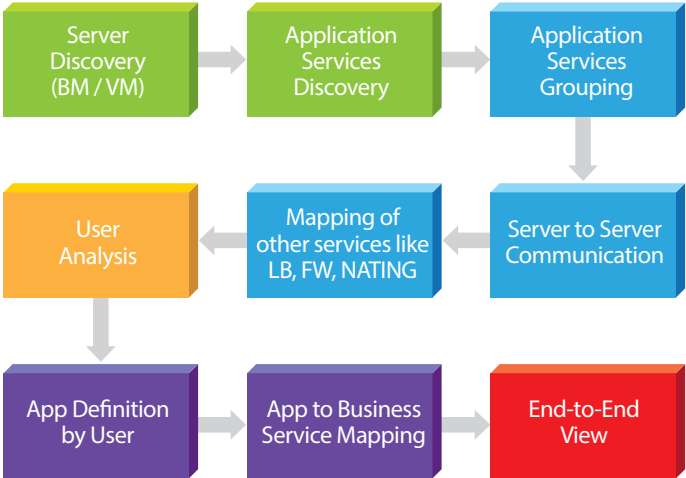 Server
Discovery
(BM / VM)
Application
Services
Discovery
Application
Services
Grouping
Server to Server
Communication
Mapping of
other services like
LB, FW, NATING
User
Analysis
App Definition
by User
App to Business
Service Mapping
End-to-End
View